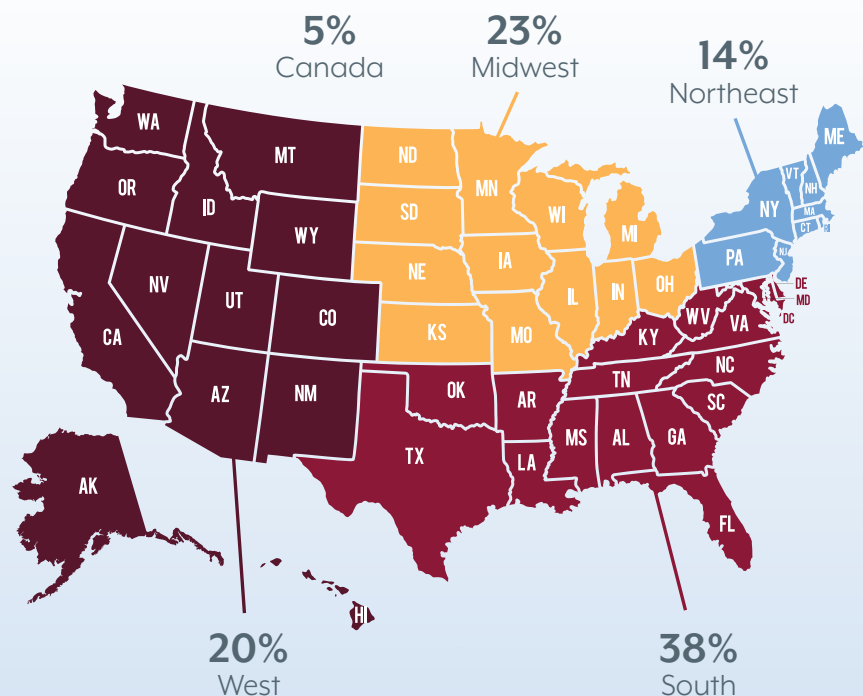 5%
Canada
23%
Midwest
14%
Northeast
WA
MT
ND
MN
ME
OR
ID
SD
WI
MI
VT
NH
NY
MA
CT
RI
WY
NE
IA
PA
NJ
NV
UT
CO
KS
MO
IL
IN
OH
DE
MD
DC
WV
VA
KY
CA
AZ
NM
OK
AR
TN
NC
SC
TX
LA
MS
AL
GA
AK
FL
HI
20%
West
38%
South